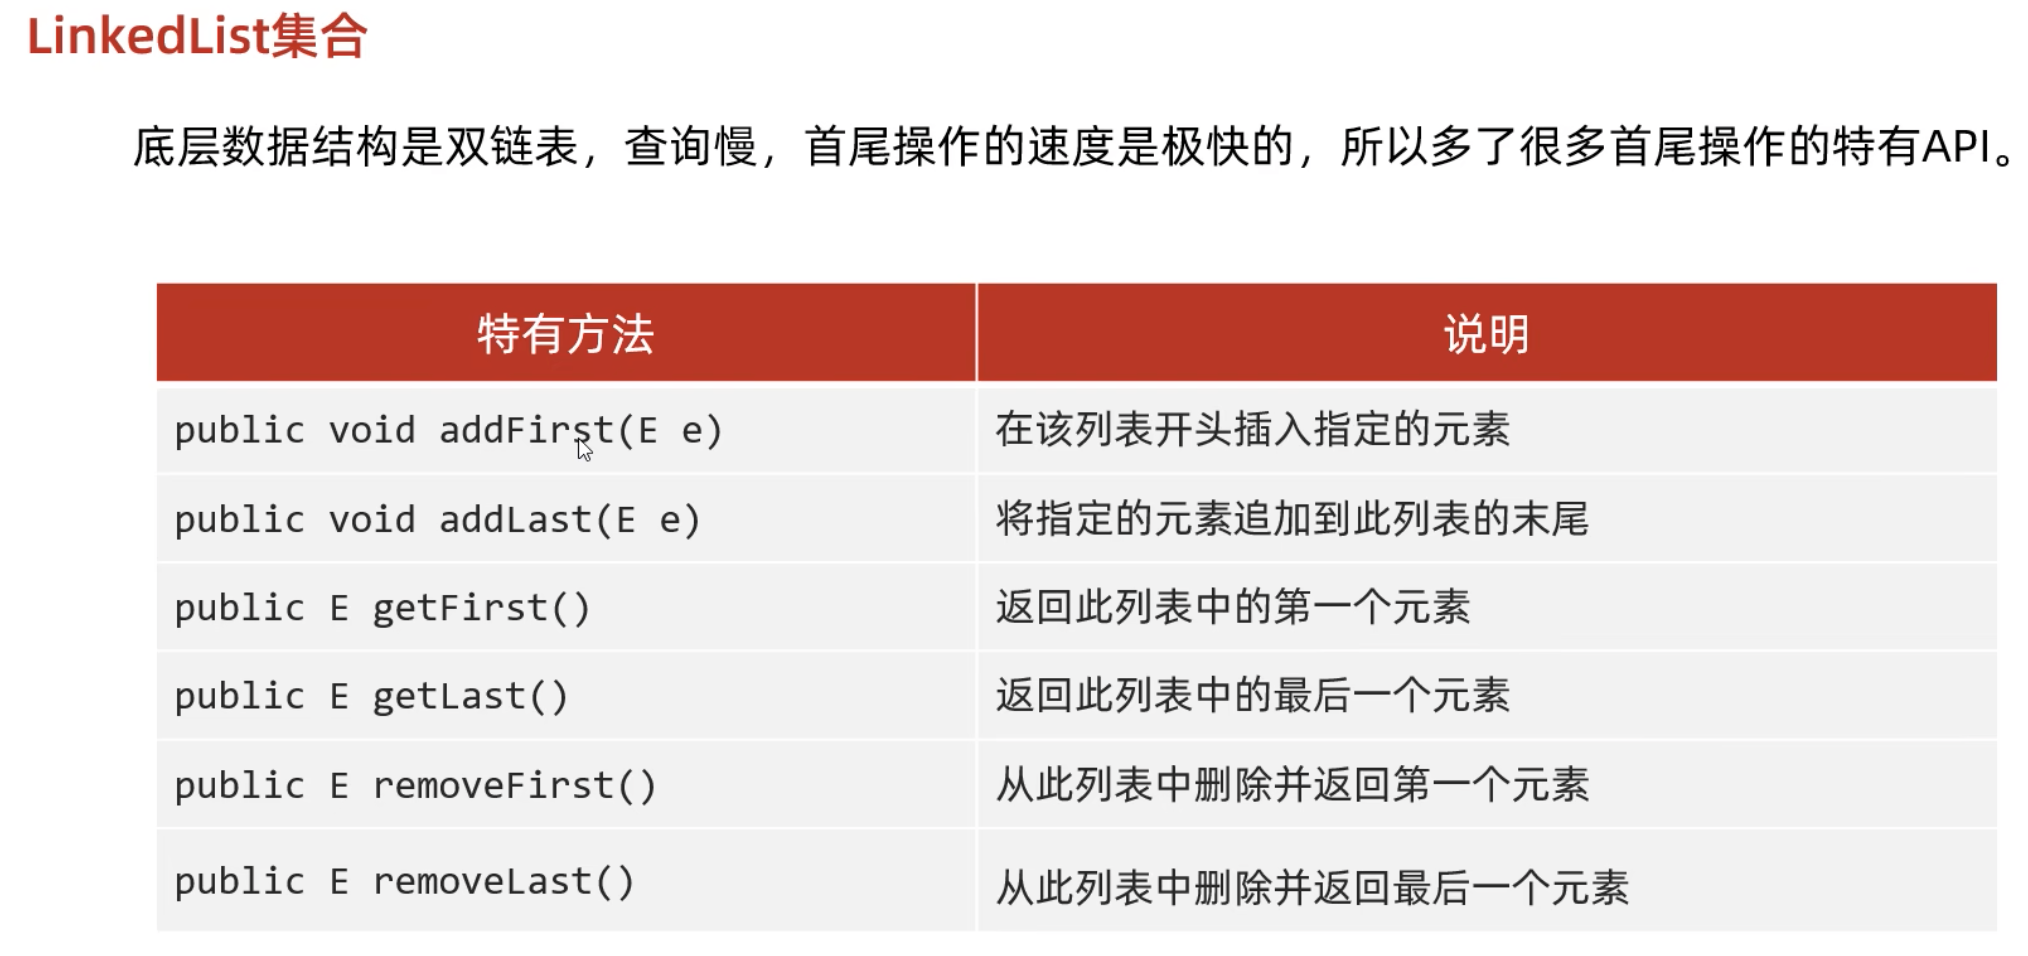 LinkedList集合
底层数据结构是双链表，查询慢，首尾操作的速度是极快的，所以多了很多首尾操作的特有API。
特有方法 说明
public void addFirst(E e) 在该列表开头插入指定的元素
public void addLast(E e) 将指定的元素追加到此列表的末尾
public E getFirst() 返回此列表中的第一个元素
public E getLast() 返回此列表中的最后一个元素
public E removeFirst() 从此列表中删除并返回第一个元素
public E removeLast() 从此列表中删除并返回最后一个元素